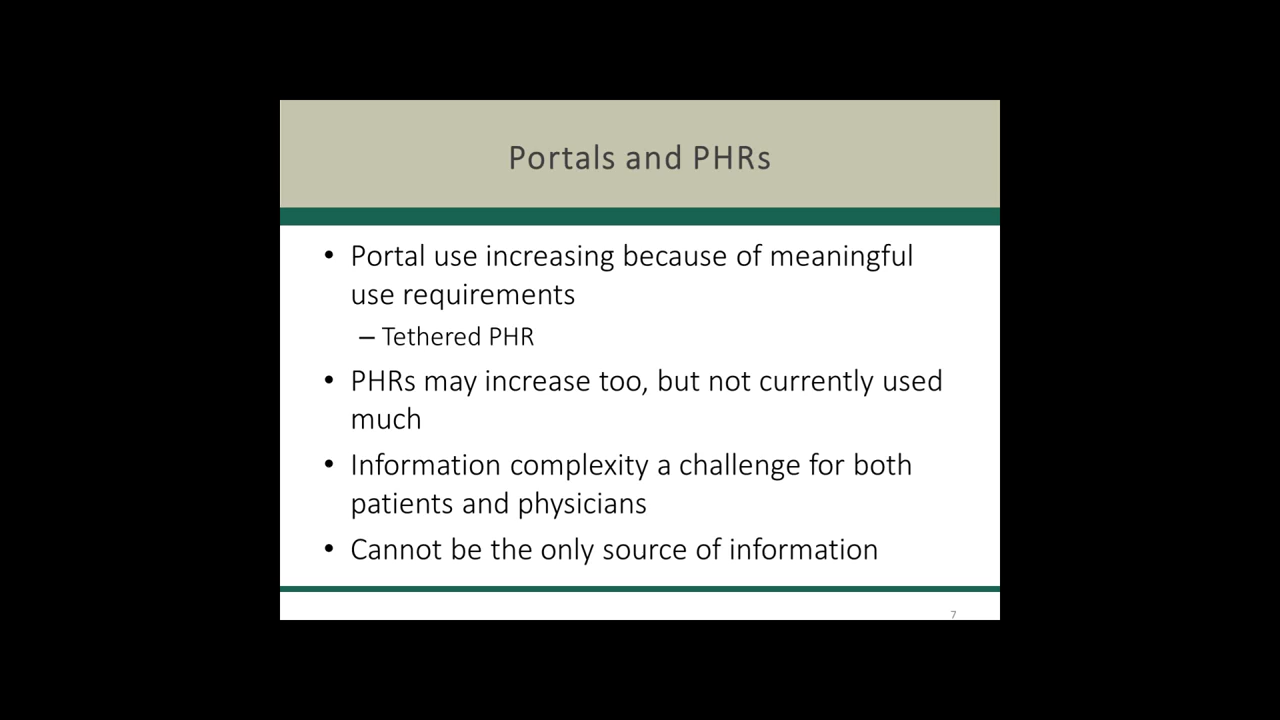 Portals and PHRs
• Portal use increasing because of meaningful
use requirements
– Tethered PHR
• PHRs may increase too, but not currently used
much
• Information complexity a challenge for both
patients and physicians
• Cannot be the only source of information
7